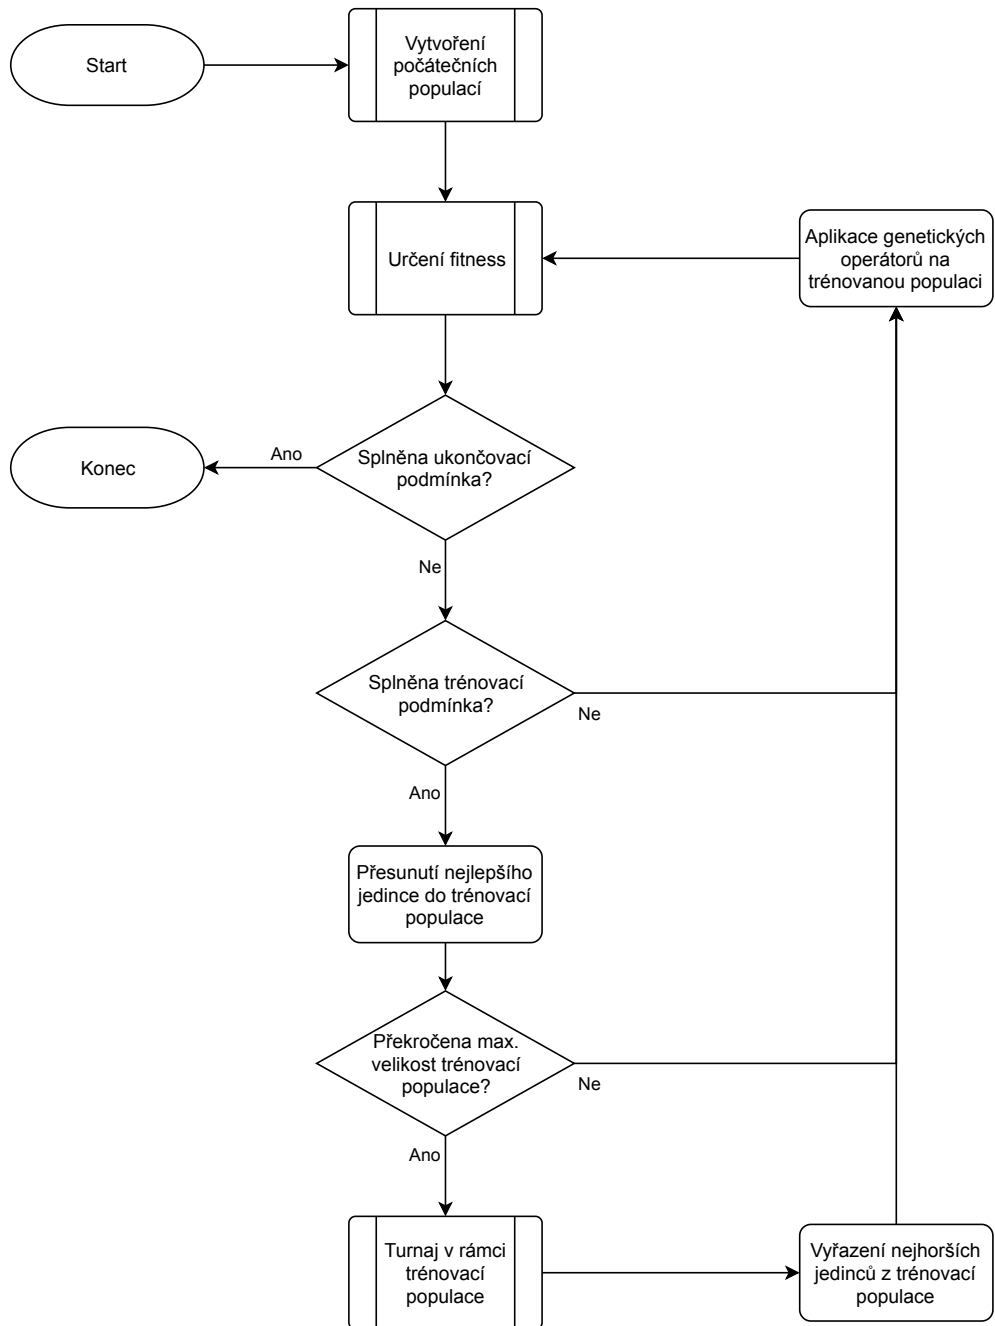 Start
Vytvoření
počátečních
populací
Určení fitness
Aplikace genetických
operátorů na
trénovanou populaci
Konec
Ano
Splněna ukončovací
podmínka?
Ne
Splněna trénovací
podmínka?
Ne
Ano
Přesunutí nejlepšího
jedince do trénovací
populace
Překročena max.
velikost trénovací
populace?
Ne
Ano
Turnaj v rámci
trénovací
populace
Vyřazení nejhorších
jedinců z trénovací
populace